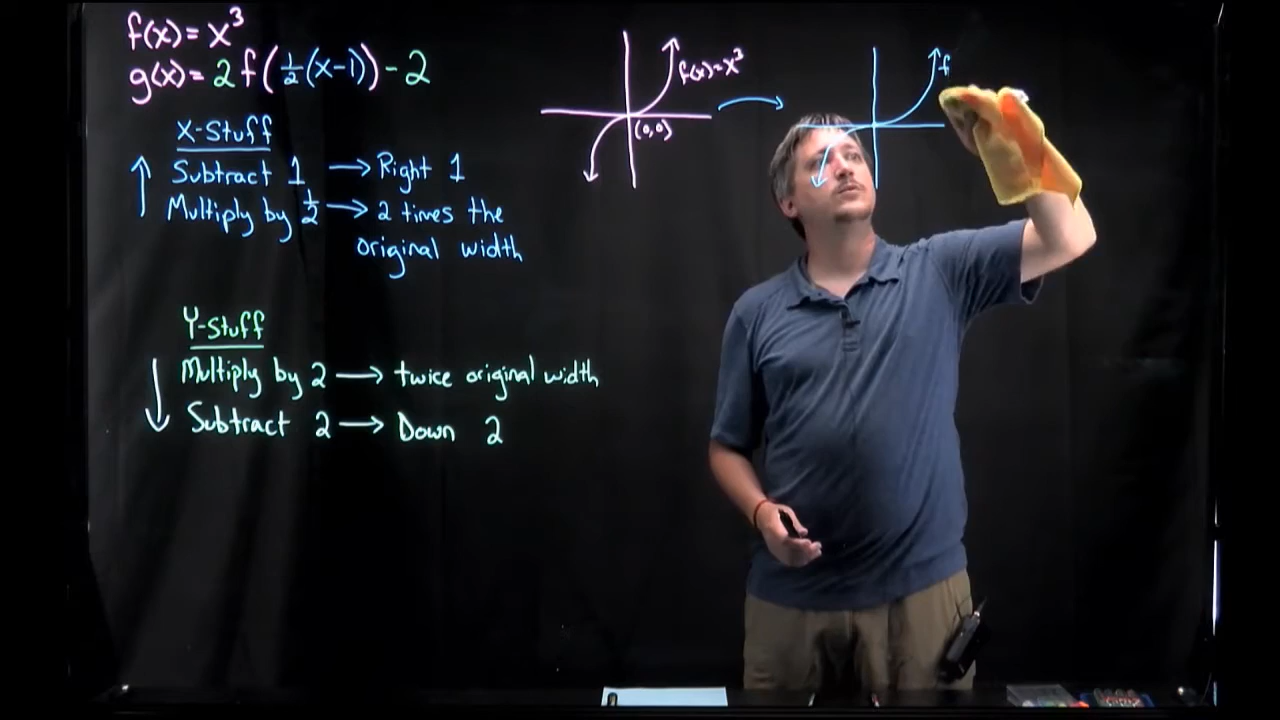 f(x) = x³
g(x) = 2 f(½(x-1)) - 2
X-Stuff
Subtract 1 → Right 1
Multiply by ½ → 2 times the
original width
Y-Stuff
Multiply by 2 → twice original width
Subtract 2 → Down 2
f(x)=x³
(0,0)
f